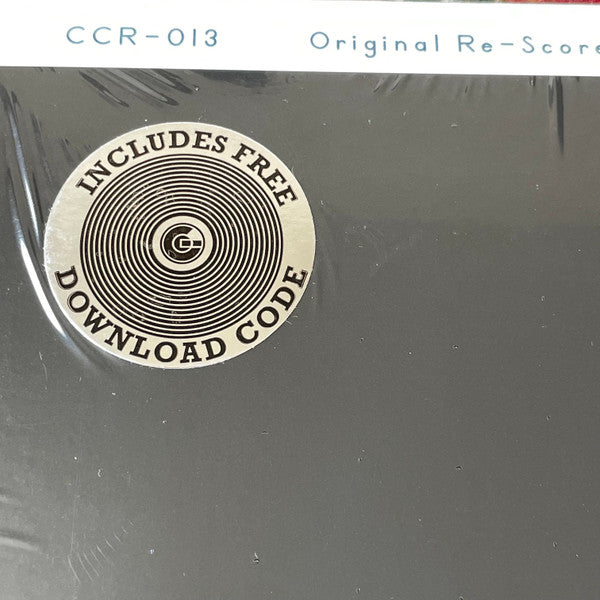 CCR-013 Original Re-Score
INCLUDES FREE
DOWNLOAD CODE